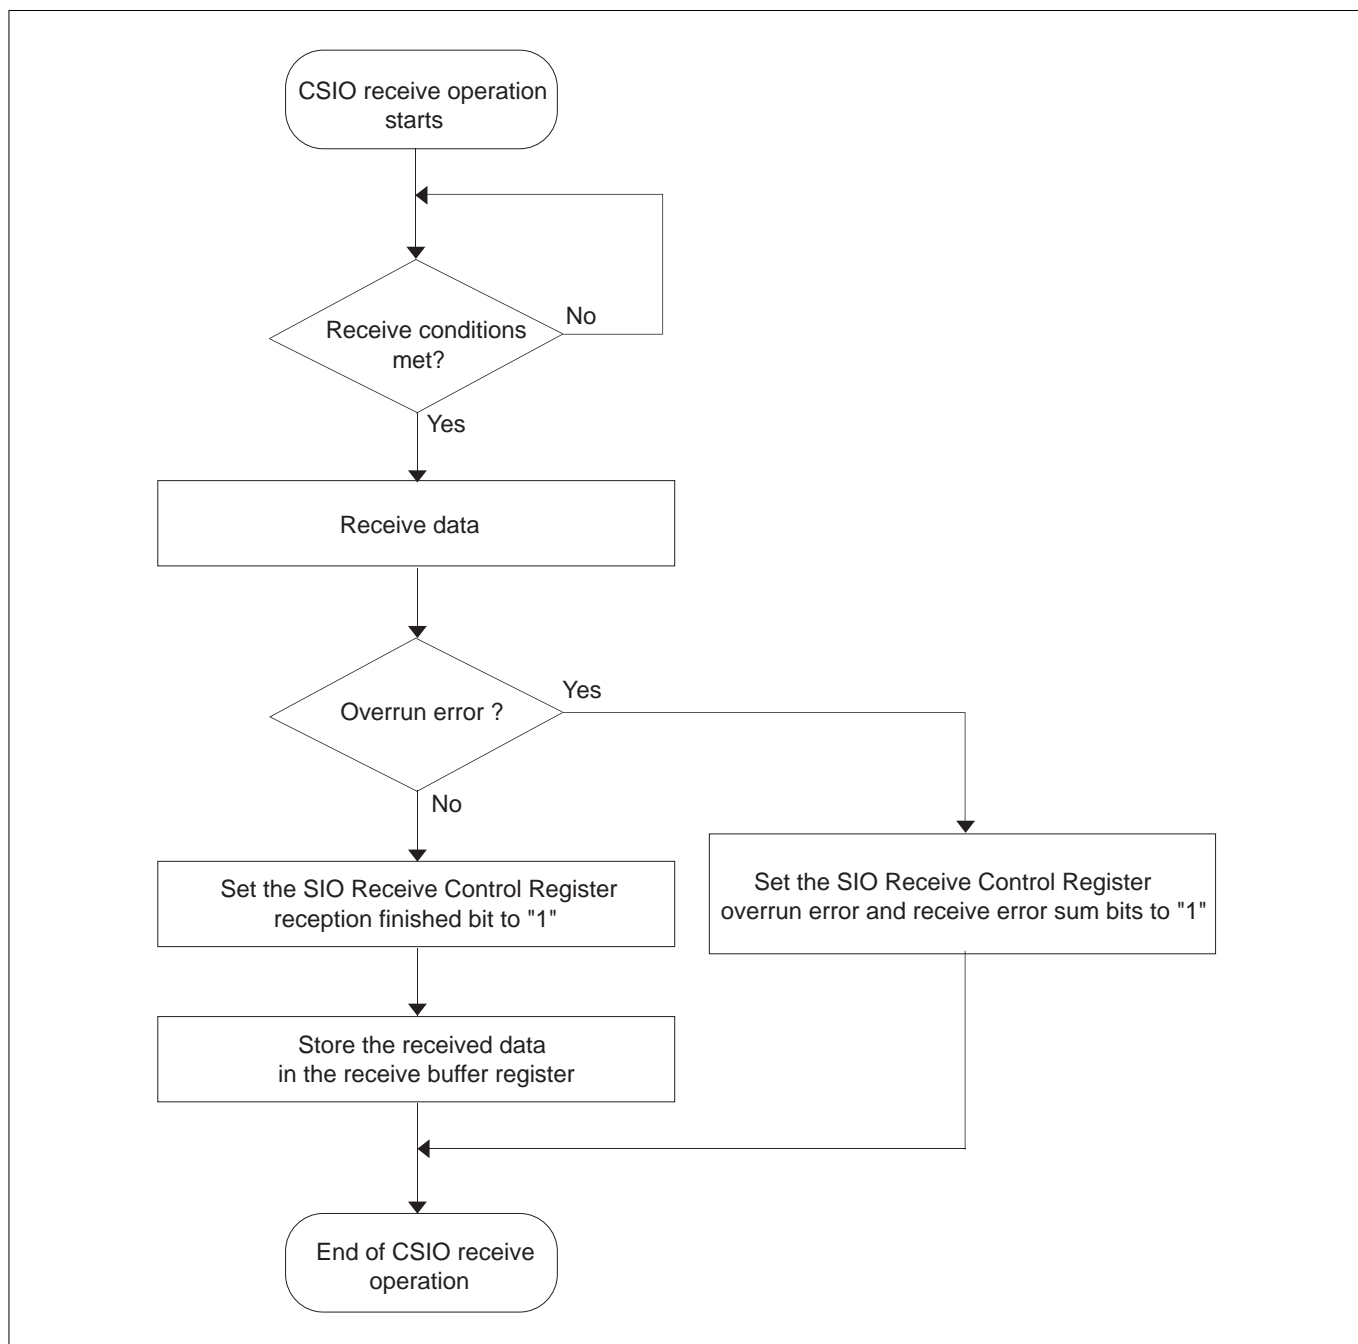 CSIO receive operation
starts
No
Receive conditions
met?
Yes
Receive data
Yes
Overrun error ?
No
Set the SIO Receive Control Register
reception finished bit to "1"
Set the SIO Receive Control Register
overrun error and receive error sum bits to "1"
Store the received data
in the receive buffer register
End of CSIO receive
operation